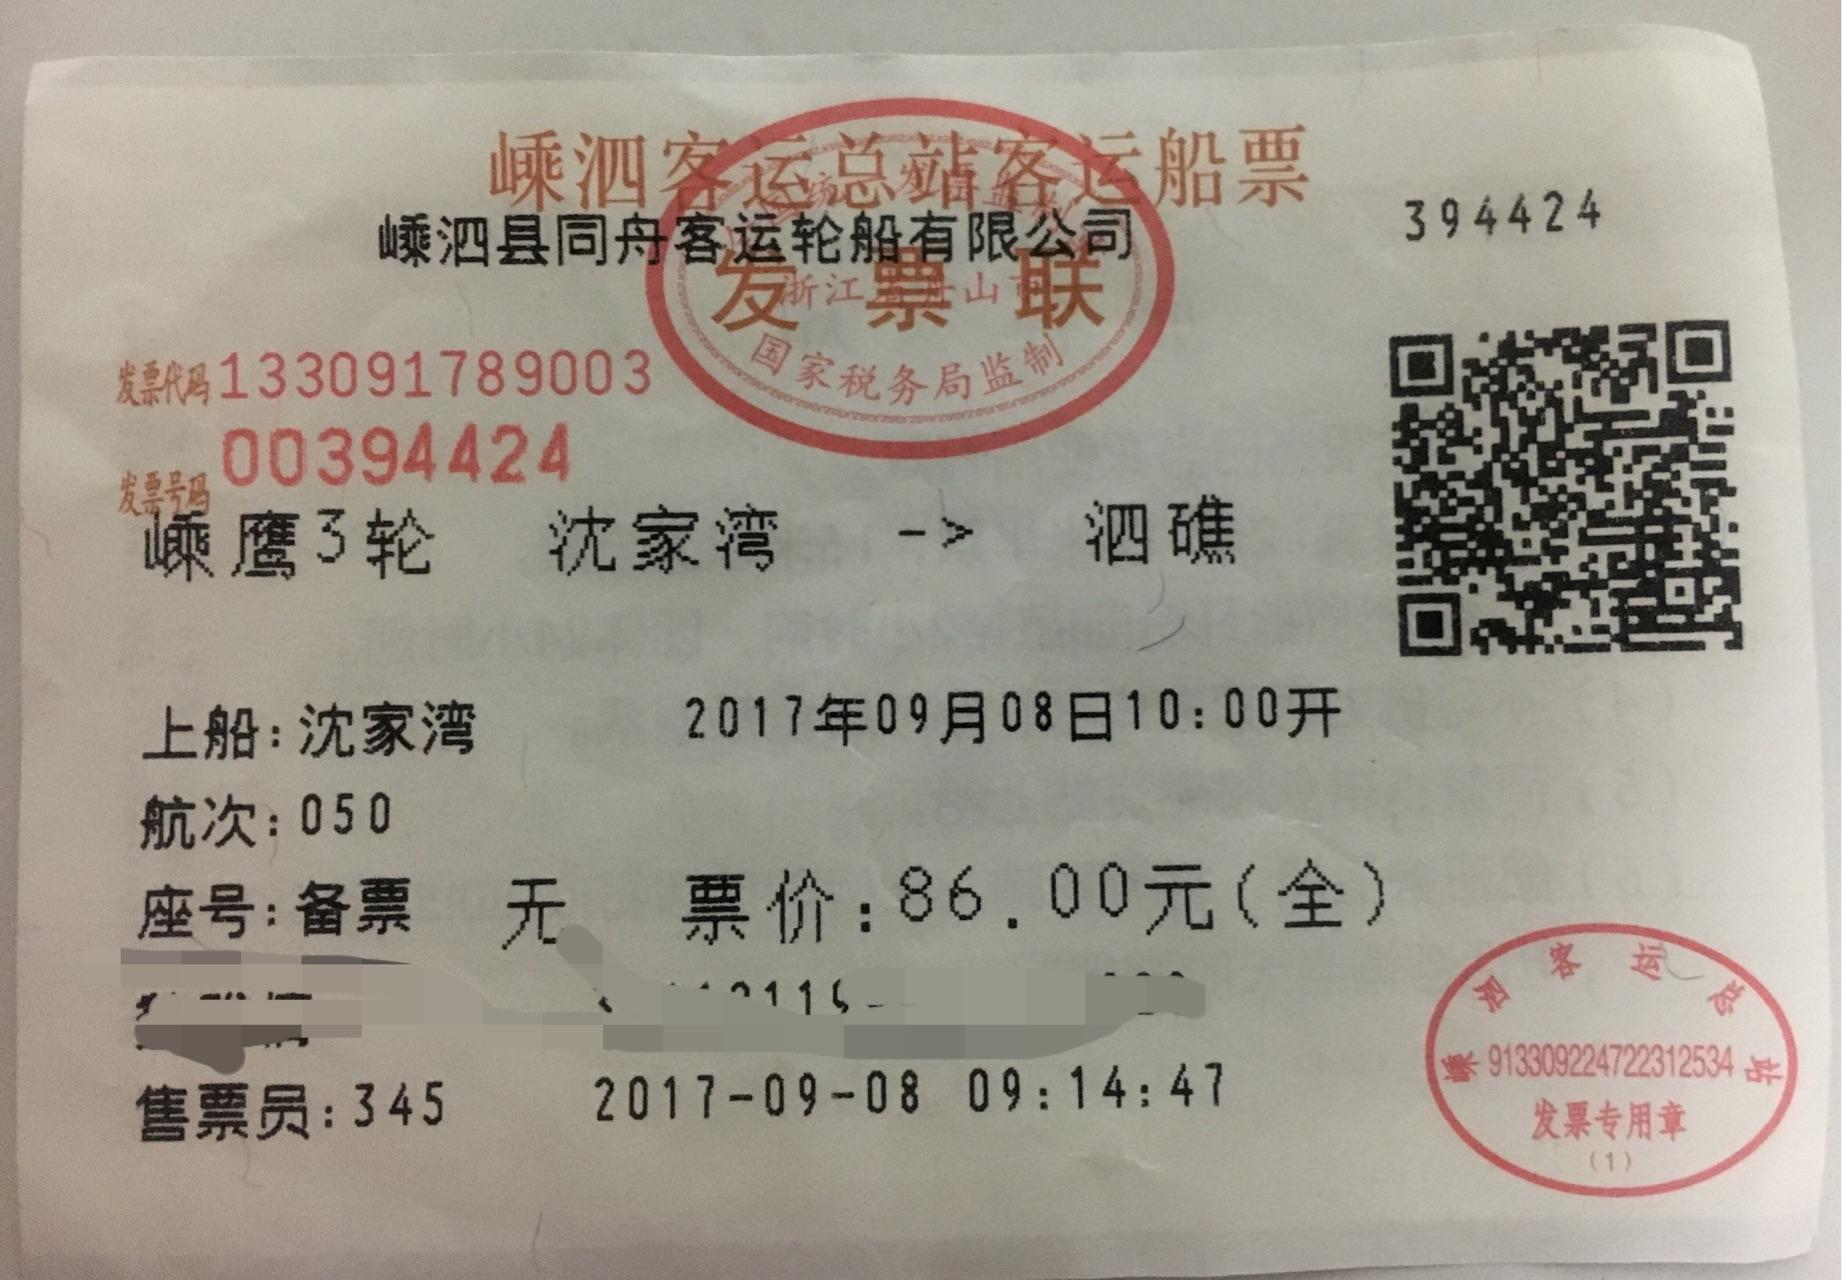 嵊泗客运总站客运船票
嵊泗县同舟客运轮船有限公司
394424
发票联
浙江 舟山市
国家税务局监制
发票代码 133091789003
发票号码 00394424
嵊鹰3轮 沈家湾 -> 泗礁
上船:沈家湾 2017年09月08日10:00开
航次:050
座号:备票 无 票价:86.00元(全)
售票员:345 2017-09-08 09:14:47
嵊泗客运总站
913309224722312534
发票专用章
(1)